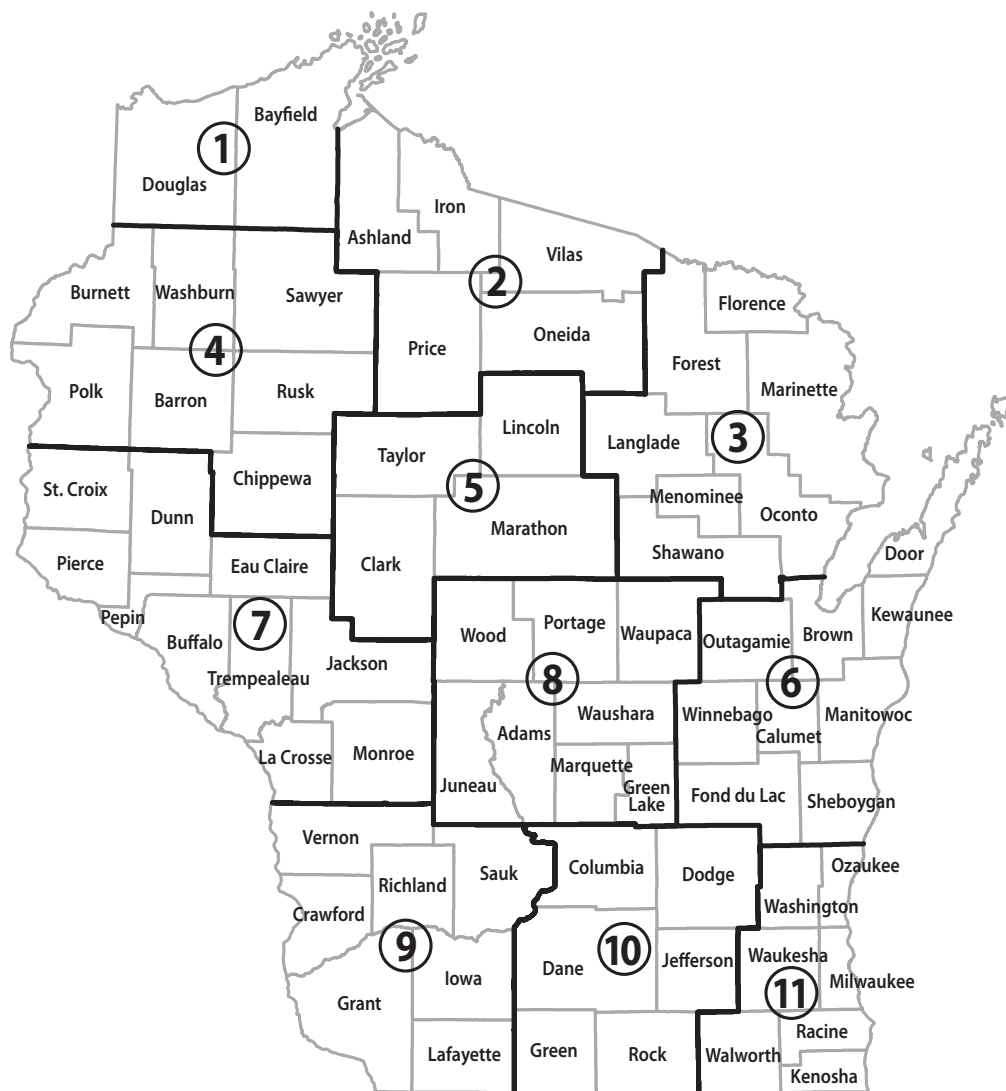 Bayfield
1
Douglas
Iron
Ashland
Vilas
2
Burnett
Washburn
Sawyer
Florence
Oneida
Price
4
Forest
Polk
Barron
Rusk
Marinette
Lincoln
Langlade
3
Taylor
Chippewa
St. Croix
5
Menominee
Dunn
Marathon
Oconto
Shawano
Door
Pierce
Eau Claire
Clark
Pepin
Kewaunee
7
Buffalo
Wood
Portage
Waupaca
Outagamie
Brown
Jackson
Trempealeau
8
6
Waushara
Winnebago
Manitowoc
Adams
Calumet
La Crosse
Monroe
Marquette
Juneau
Green
Lake
Fond du Lac
Sheboygan
Vernon
Columbia
Dodge
Ozaukee
Sauk
Richland
Washington
Crawford
9
10
Waukesha
Jefferson
Dane
Iowa
Milwaukee
11
Grant
Racine
Lafayette
Green
Rock
Walworth
Kenosha